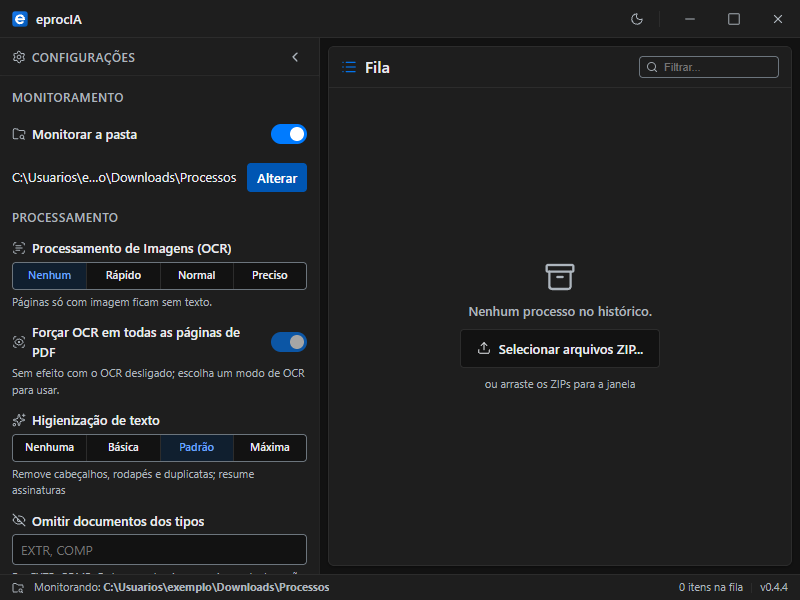 eprocIA
CONFIGURAÇÕES
MONITORAMENTO
Monitorar a pasta
C:\Usuarios\e...o\Downloads\Processos
Alterar
PROCESSAMENTO
Processamento de Imagens (OCR)
Nenhum
Rápido
Normal
Preciso
Páginas só com imagem ficam sem texto.
Forçar OCR em todas as páginas de
PDF
Sem efeito com o OCR desligado; escolha um modo de OCR
para usar.
Higienização de texto
Nenhuma
Básica
Padrão
Máxima
Remove cabeçalhos, rodapés e duplicatas; resume
assinaturas
Omitir documentos dos tipos
EXTR, COMP
Fila
Filtrar...
Nenhum processo no histórico.
Selecionar arquivos ZIP...
ou arraste os ZIPs para a janela
Monitorando: C:\Usuarios\exemplo\Downloads\Processos
0 itens na fila
v0.4.4